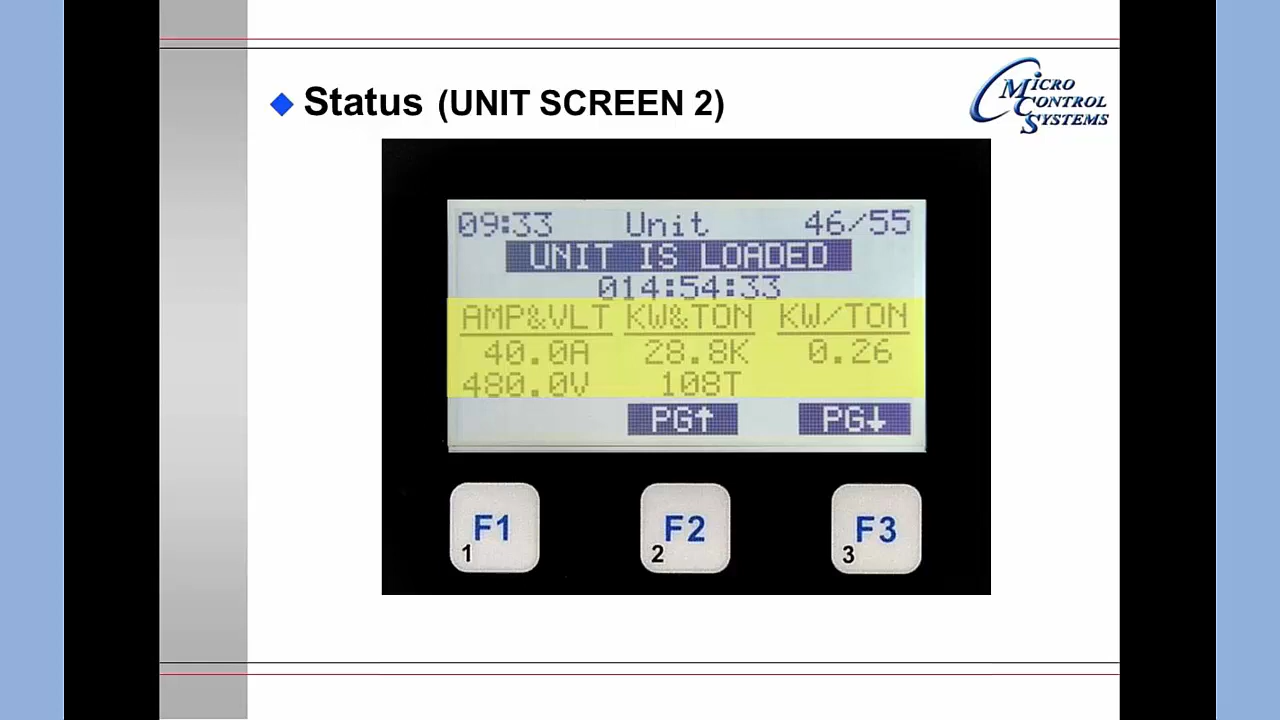 Status (UNIT SCREEN 2)
MICRO
CONTROL
SYSTEMS
09:33 Unit 46/55
UNIT IS LOADED
014:54:33
AMP&VLT KW&TON KW/TON
40.0A 28.8K 0.26
480.0V 108T
PG↑ PG↓
F1 F2 F3
1 2 3